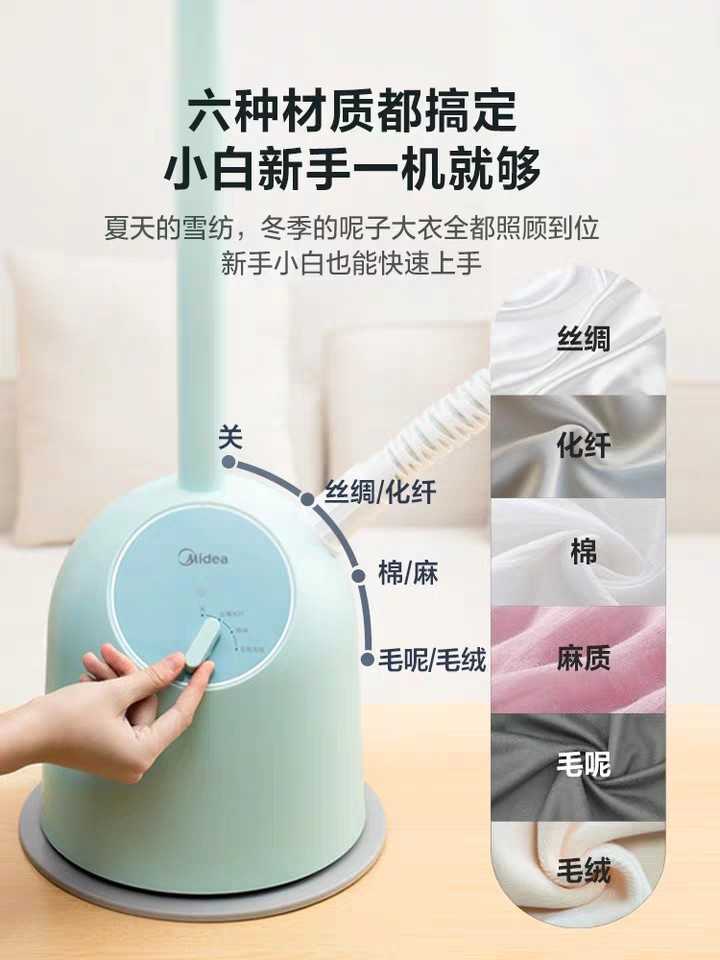 六种材质都搞定
小白新手一机就够
夏天的雪纺，冬季的呢子大衣全都照顾到位
新手小白也能快速上手
丝绸
化纤
棉
麻质
毛呢
毛绒
关
丝绸/化纤
棉/麻
毛呢/毛绒
Midea
关